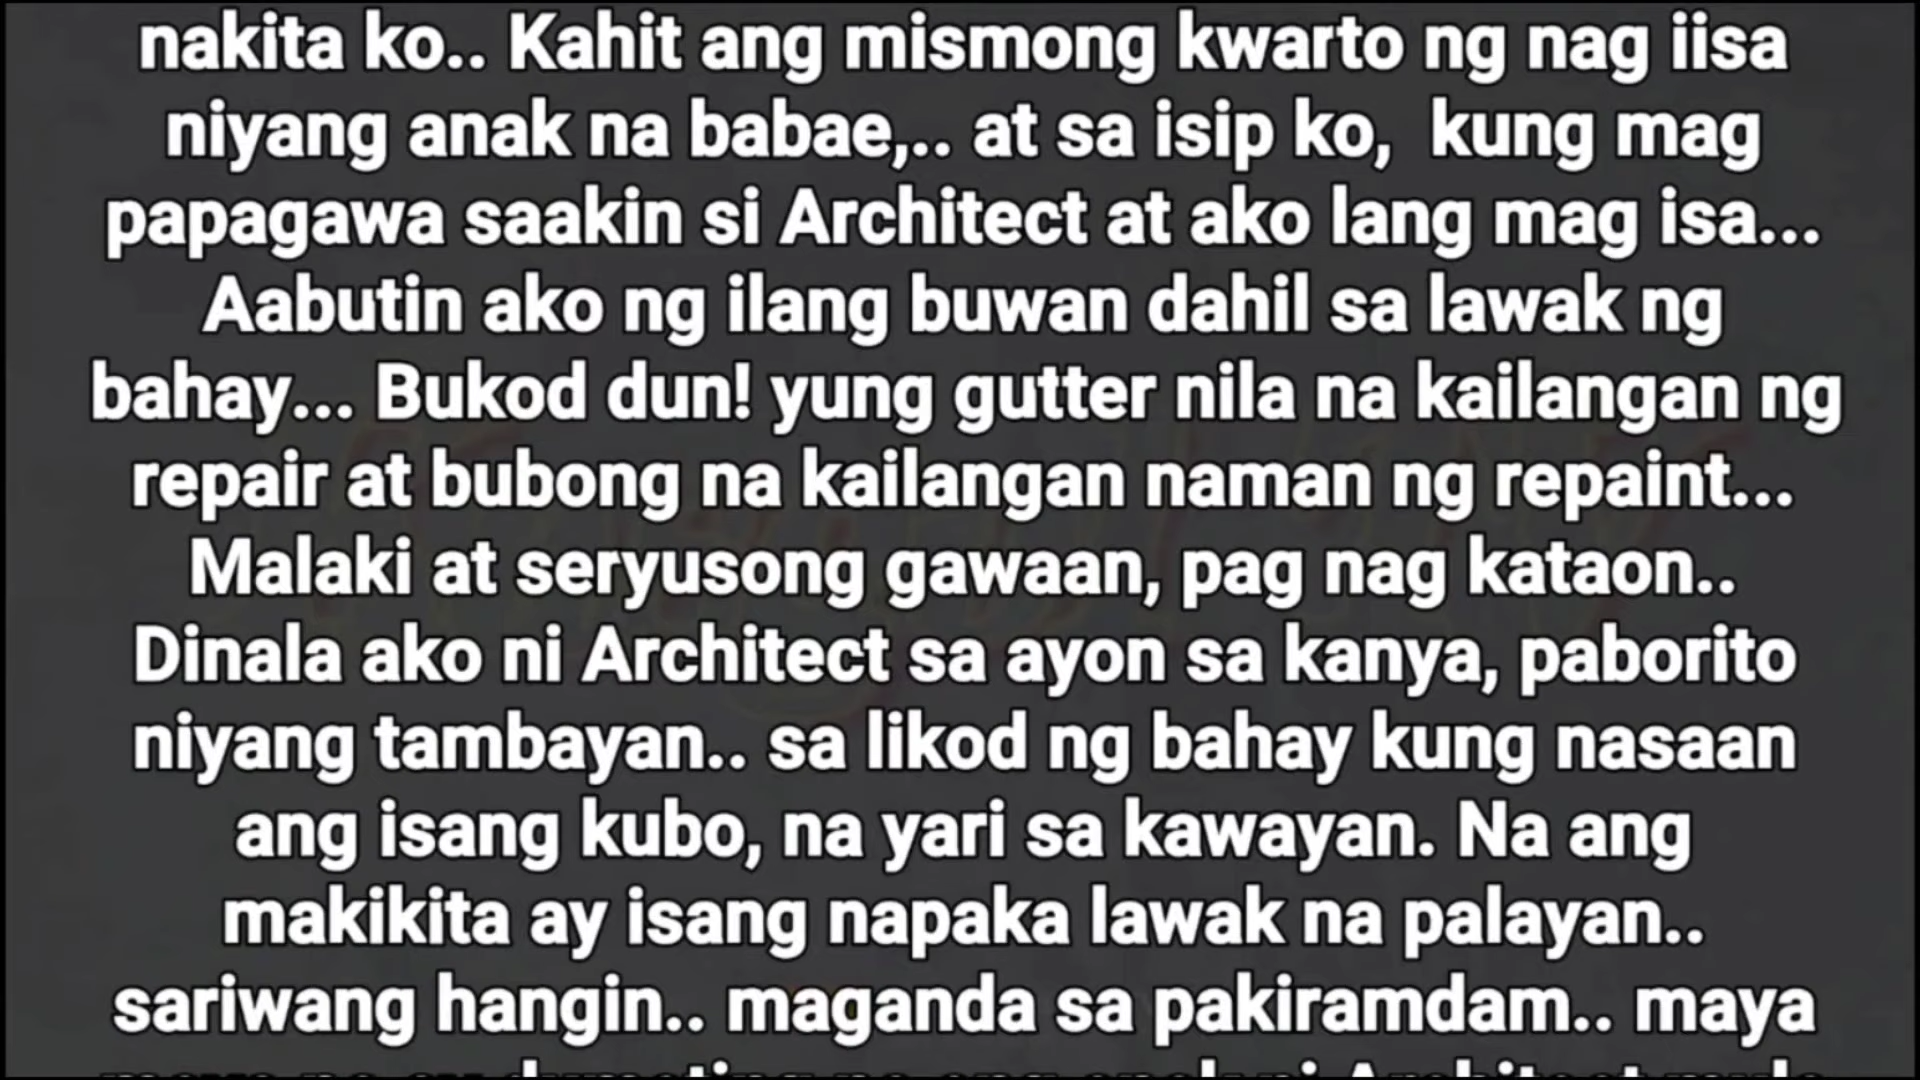 nakita ko.. Kahit ang mismong kwarto ng nag iisa
niyang anak na babae,.. at sa isip ko, kung mag
papagawa saakin si Architect at ako lang mag isa...
Aabutin ako ng ilang buwan dahil sa lawak ng
bahay... Bukod dun! yung gutter nila na kailangan ng
repair at bubong na kailangan naman ng repaint...
Malaki at seryusong gawaan, pag nag kataon..
Dinala ako ni Architect sa ayon sa kanya, paborito
niyang tambayan.. sa likod ng bahay kung nasaan
ang isang kubo, na yari sa kawayan. Na ang
makikita ay isang napaka lawak na palayan..
sariwang hangin.. maganda sa pakiramdam.. maya